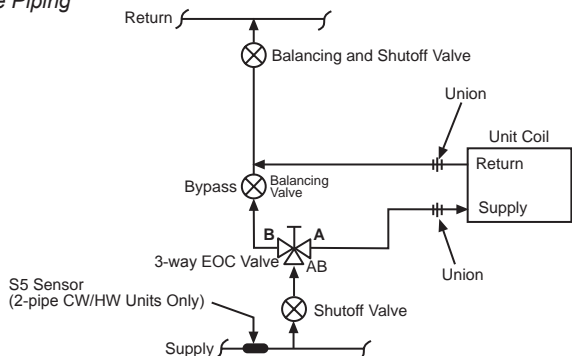 Piping
Return
Balancing and Shutoff Valve
Union
Unit Coil
Return
Bypass
Balancing
Valve
Supply
B
A
3-way EOC Valve
AB
Union
S5 Sensor
(2-pipe CW/HW Units Only)
Shutoff Valve
Supply